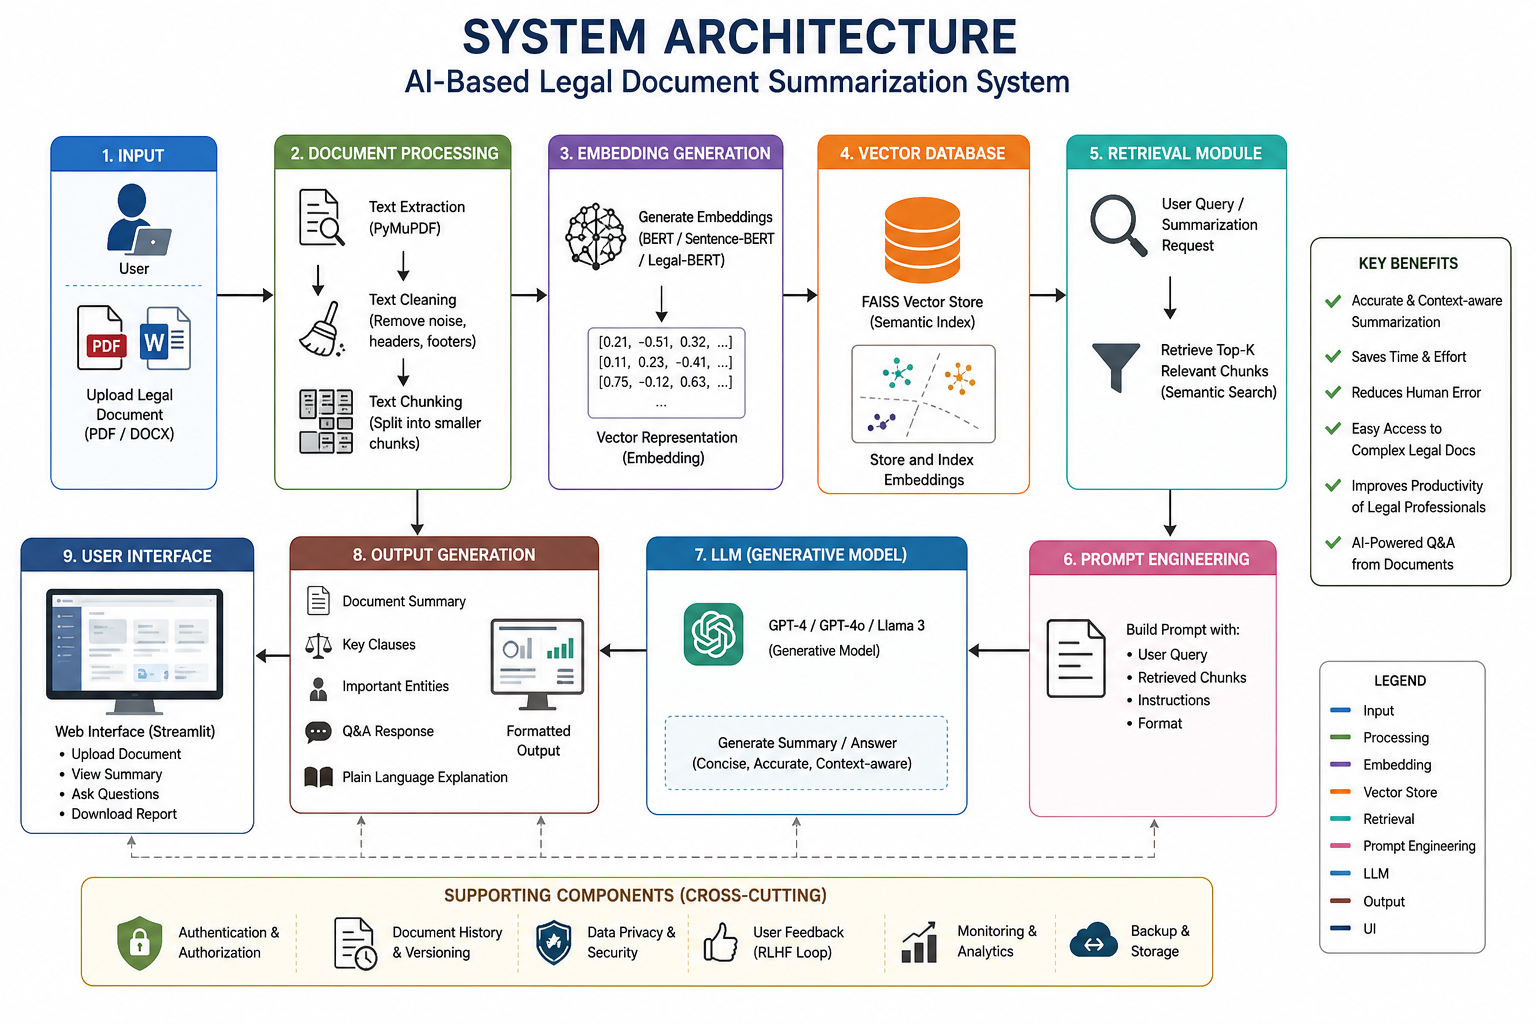 SYSTEM ARCHITECTURE
AI-Based Legal Document Summarization System
1. INPUT
User
PDF
W
Upload Legal
Document
(PDF / DOCX)
2. DOCUMENT PROCESSING
Text Extraction
(PyMuPDF)
Text Cleaning
(Remove noise,
headers, footers)
Text Chunking
(Split into smaller
chunks)
3. EMBEDDING GENERATION
Generate Embeddings
(BERT / Sentence-BERT
/ Legal-BERT)
[0.21, -0.51, 0.32, ...]
[0.11, 0.23, -0.41, ...]
[0.75, -0.12, 0.63, ...]
...
Vector Representation
(Embedding)
4. VECTOR DATABASE
FAISS Vector Store
(Semantic Index)
Store and Index
Embeddings
5. RETRIEVAL MODULE
User Query /
Summarization
Request
Retrieve Top-K
Relevant Chunks
(Semantic Search)
KEY BENEFITS
Accurate & Context-aware
Summarization
Saves Time & Effort
Reduces Human Error
Easy Access to
Complex Legal Docs
Improves Productivity
of Legal Professionals
AI-Powered Q&A
from Documents
9. USER INTERFACE
Web Interface (Streamlit)
• Upload Document
• View Summary
• Ask Questions
• Download Report
8. OUTPUT GENERATION
Document Summary
Key Clauses
Important Entities
Q&A Response
Plain Language Explanation
Formatted
Output
7. LLM (GENERATIVE MODEL)
GPT-4 / GPT-4o / Llama 3
(Generative Model)
Generate Summary / Answer
(Concise, Accurate, Context-aware)
6. PROMPT ENGINEERING
Build Prompt with:
• User Query
• Retrieved Chunks
• Instructions
• Format
LEGEND
Input
Processing
Embedding
Vector Store
Retrieval
Prompt Engineering
LLM
Output
UI
SUPPORTING COMPONENTS (CROSS-CUTTING)
Authentication &
Authorization
Document History
& Versioning
Data Privacy &
Security
User Feedback
(RLHF Loop)
Monitoring &
Analytics
Backup &
Storage